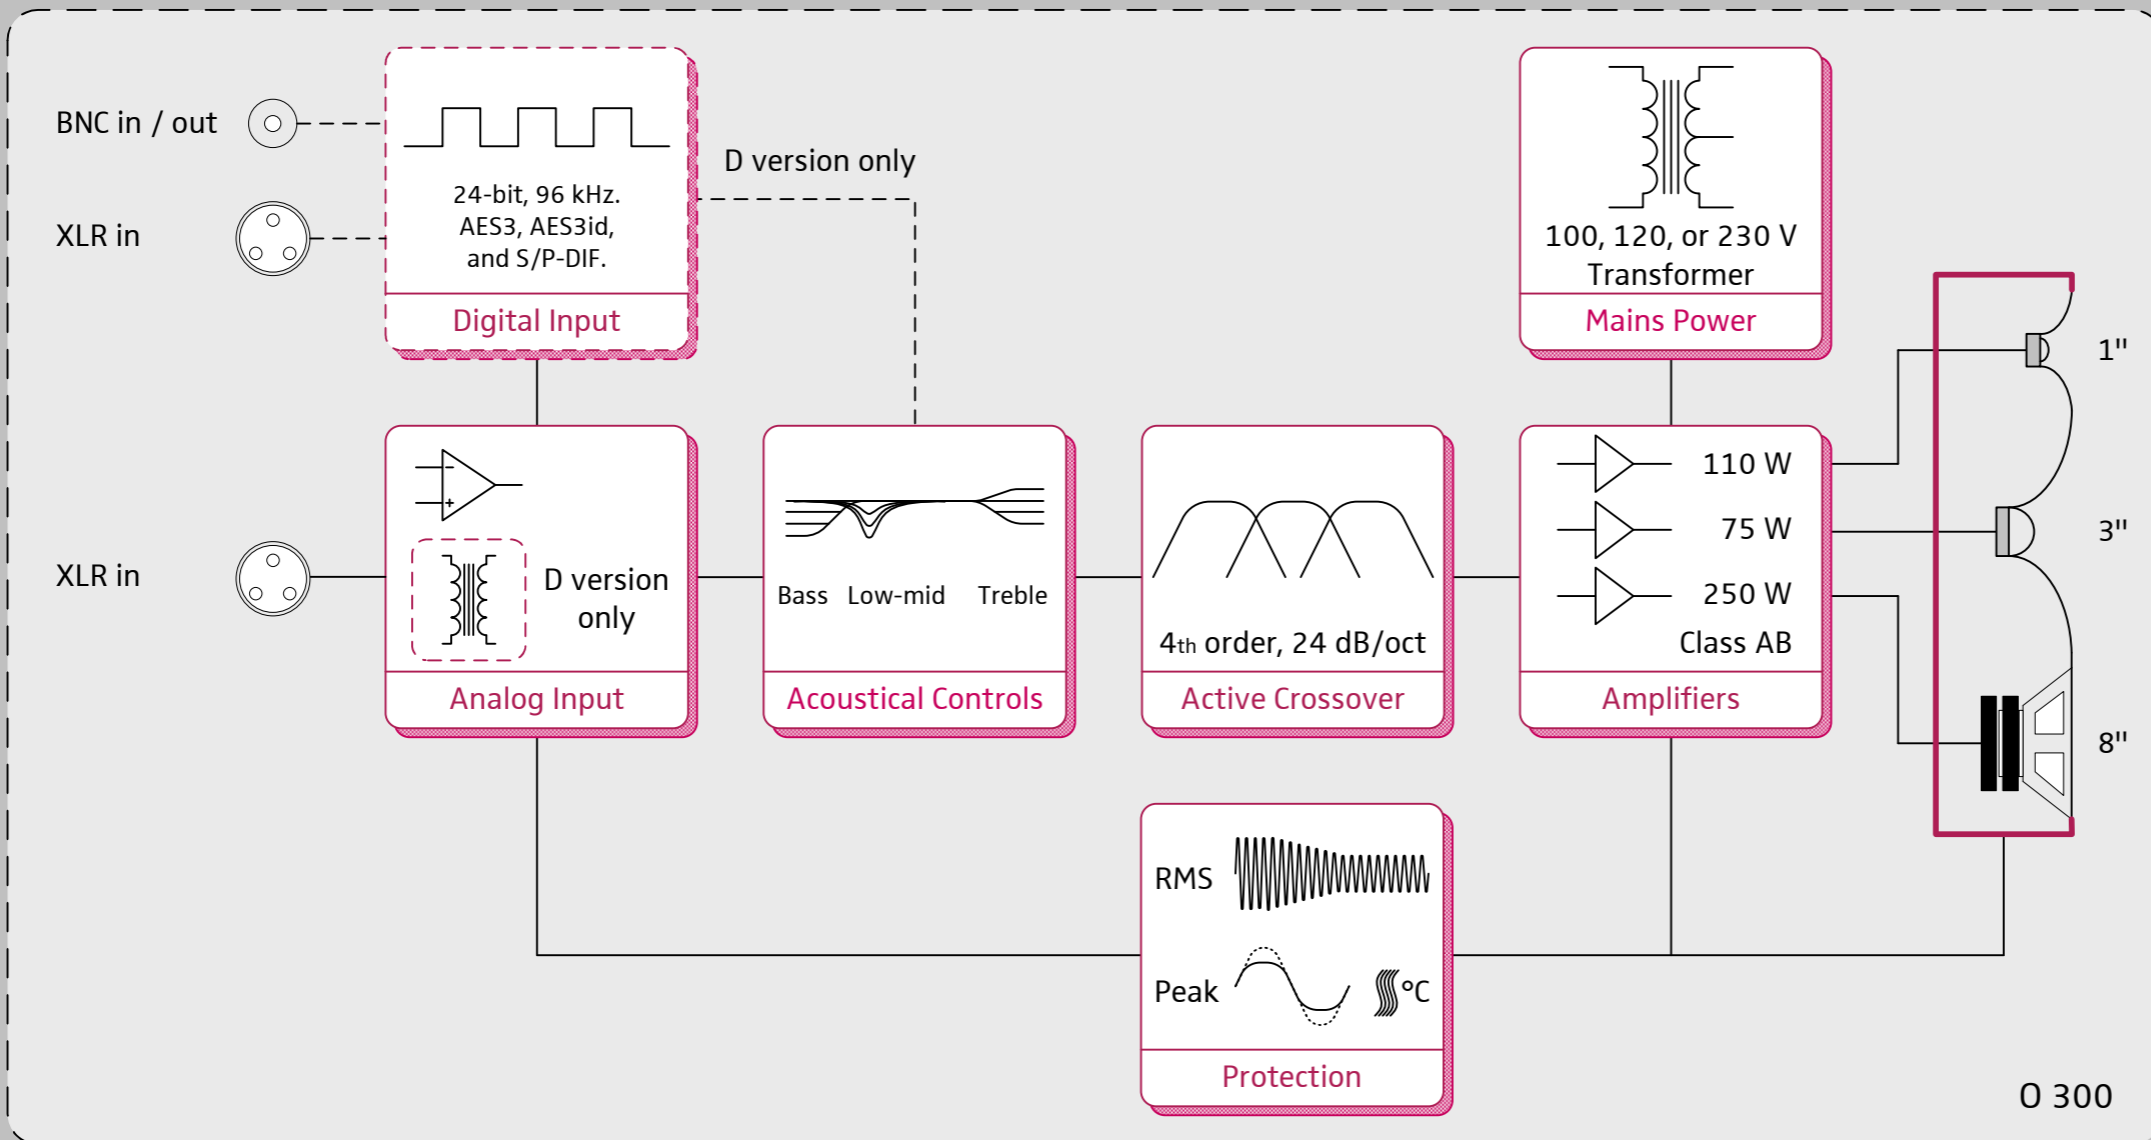 BNC in / out
XLR in
24-bit, 96 kHz.
AES3, AES3id,
and S/P-DIF.
Digital Input
D version only
100, 120, or 230 V
Transformer
Mains Power
1"
3"
8"
XLR in
D version
only
Analog Input
Bass Low-mid Treble
Acoustical Controls
4th order, 24 dB/oct
Active Crossover
110 W
75 W
250 W
Class AB
Amplifiers
RMS
Peak
°C
Protection
O 300